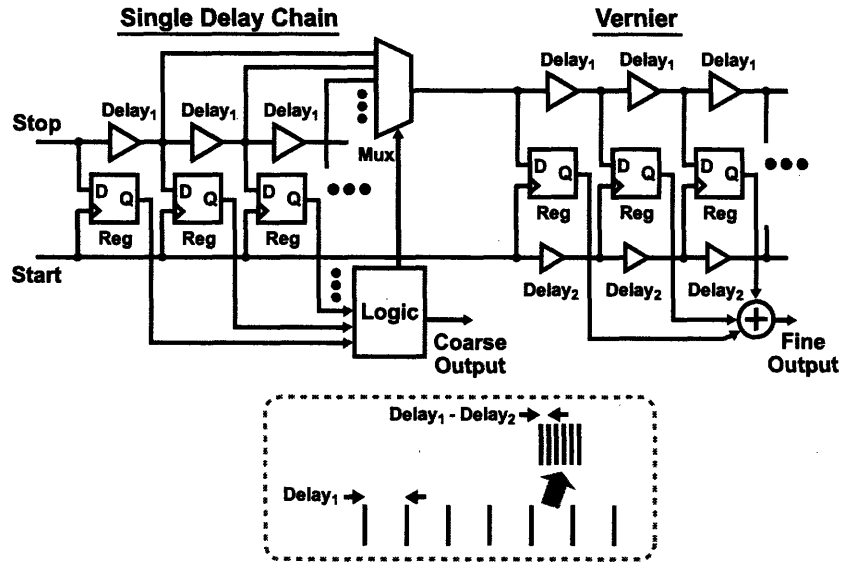 Single Delay Chain
Vernier
Delay1 Delay1 Delay1
Delay1 Delay1 Delay1
Stop
Mux
D Q D Q D Q
D Q D Q D Q
Reg Reg Reg
Reg Reg Reg
Start
Delay2 Delay2 Delay2
Logic
+
Coarse
Output
Fine
Output
Delay1 - Delay2
Delay1